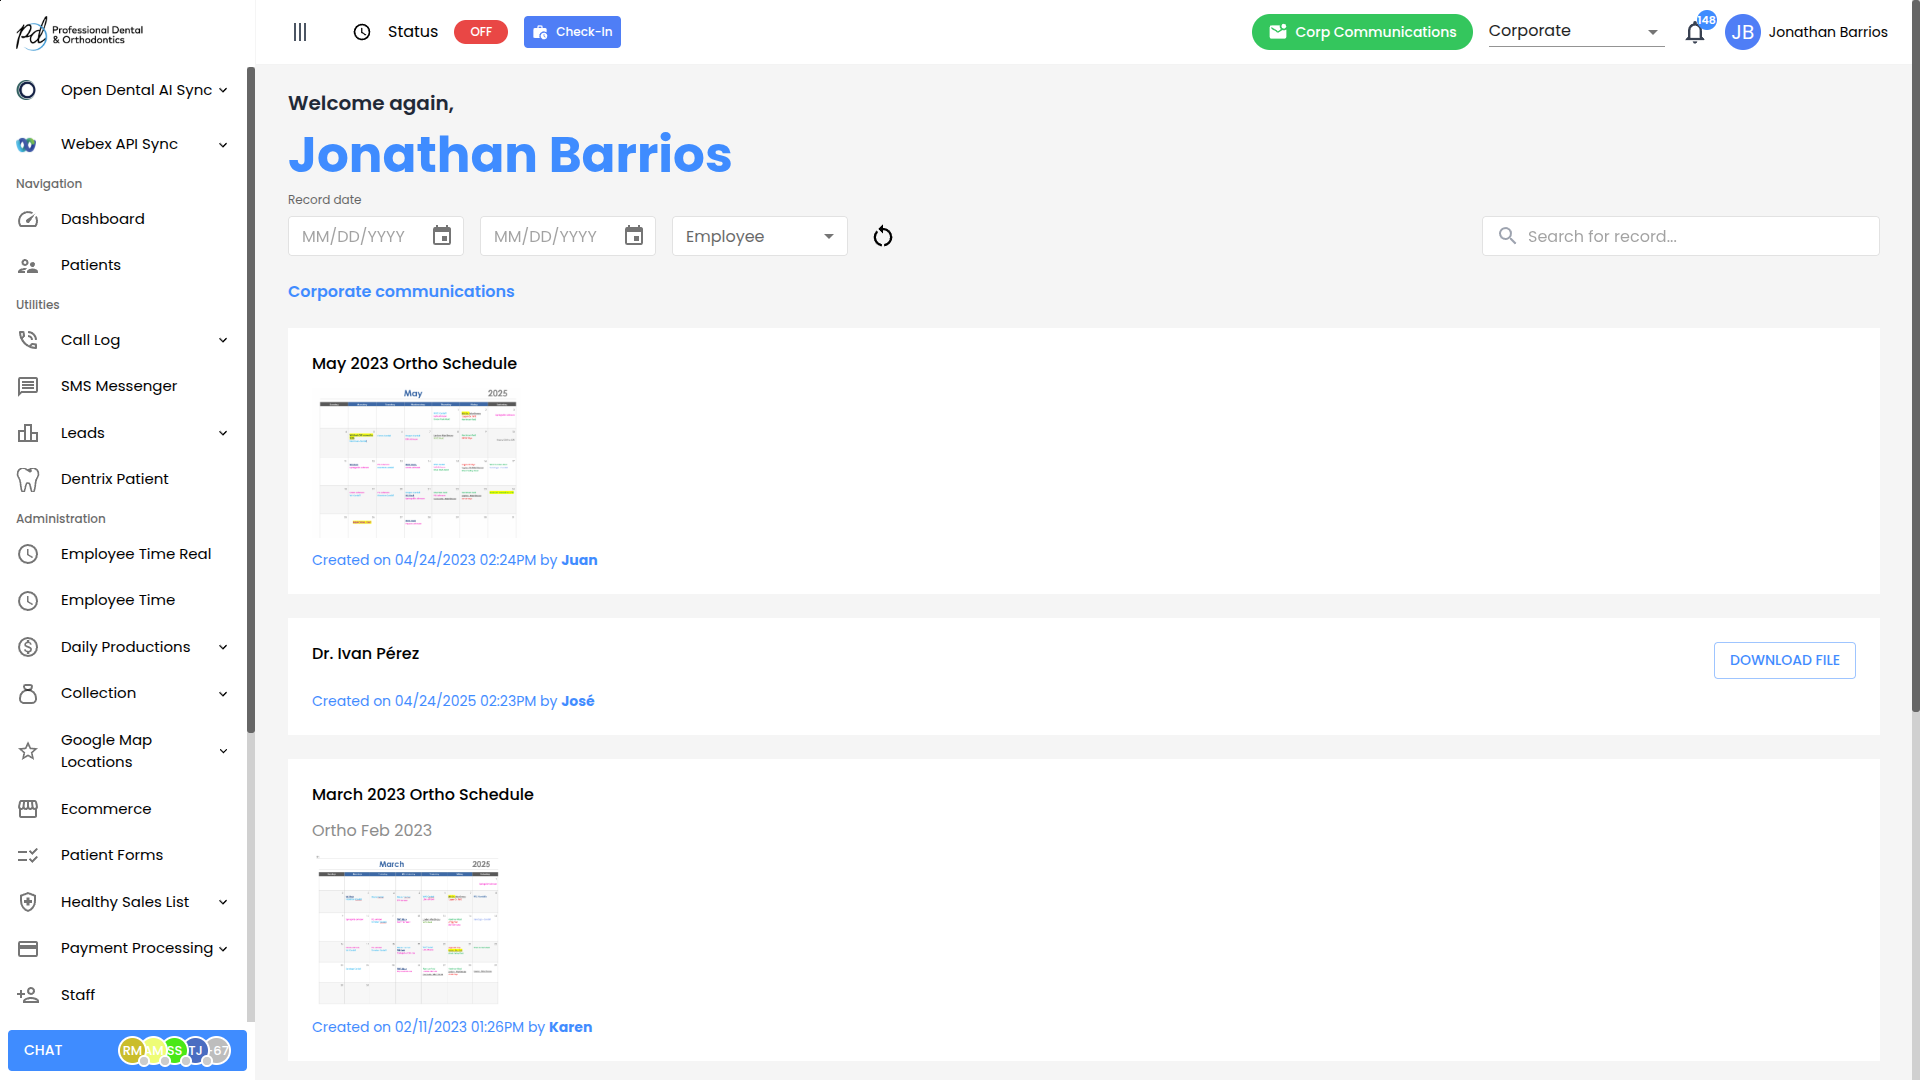 pd Professional Dental
& Orthodontics
Status
OFF
Check-In
Corp Communications
Corporate
148
JB
Jonathan Barrios
Open Dental AI Sync
Webex API Sync
Navigation
Dashboard
Patients
Utilities
Call Log
SMS Messenger
Leads
Dentrix Patient
Administration
Employee Time Real
Employee Time
Daily Productions
Collection
Google Map
Locations
Ecommerce
Patient Forms
Healthy Sales List
Payment Processing
Staff
CHAT
RM
SS
TJ
Welcome again,
Jonathan Barrios
Record date
MM/DD/YYYY
MM/DD/YYYY
Employee
Search for record...
Corporate communications
May 2023 Ortho Schedule
May 2025
Created on 04/24/2023 02:24PM by Juan
Dr. Ivan Pérez
DOWNLOAD FILE
Created on 04/24/2025 02:23PM by José
March 2023 Ortho Schedule
Ortho Feb 2023
March 2025
Created on 02/11/2023 01:26PM by Karen